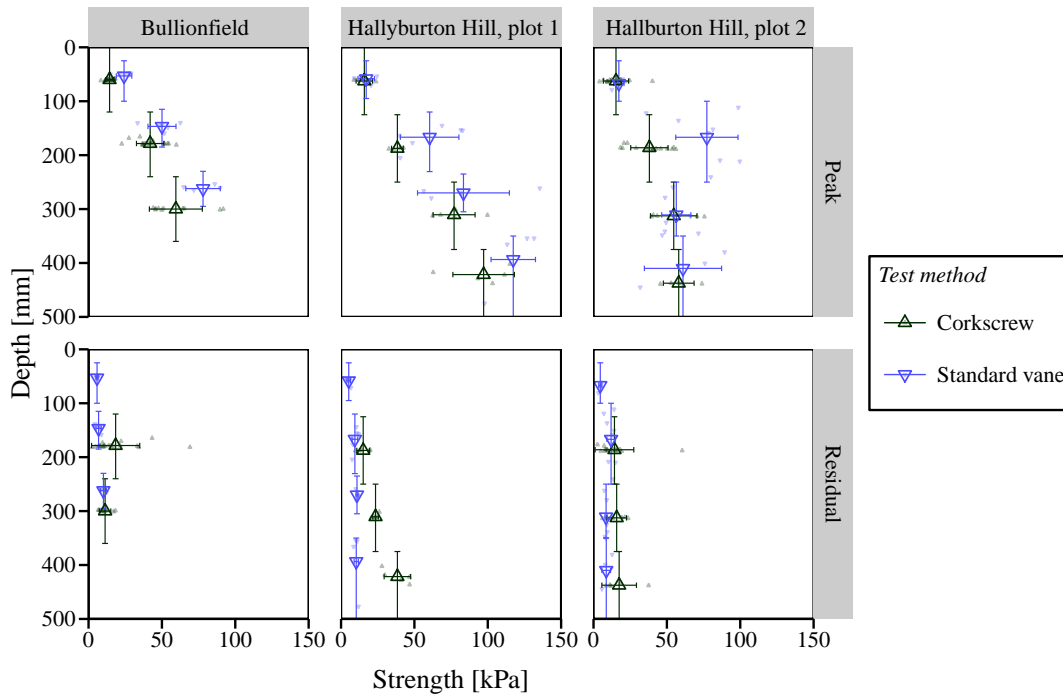 Bullionfield
Hallyburton Hill, plot 1
Hallburton Hill, plot 2
0
100
200
300
400
500
Peak
0
100
200
300
400
500
Residual
0 50 100 150
0 50 100 150
0 50 100 150
Depth [mm]
Strength [kPa]
Test method
Corkscrew
Standard vane